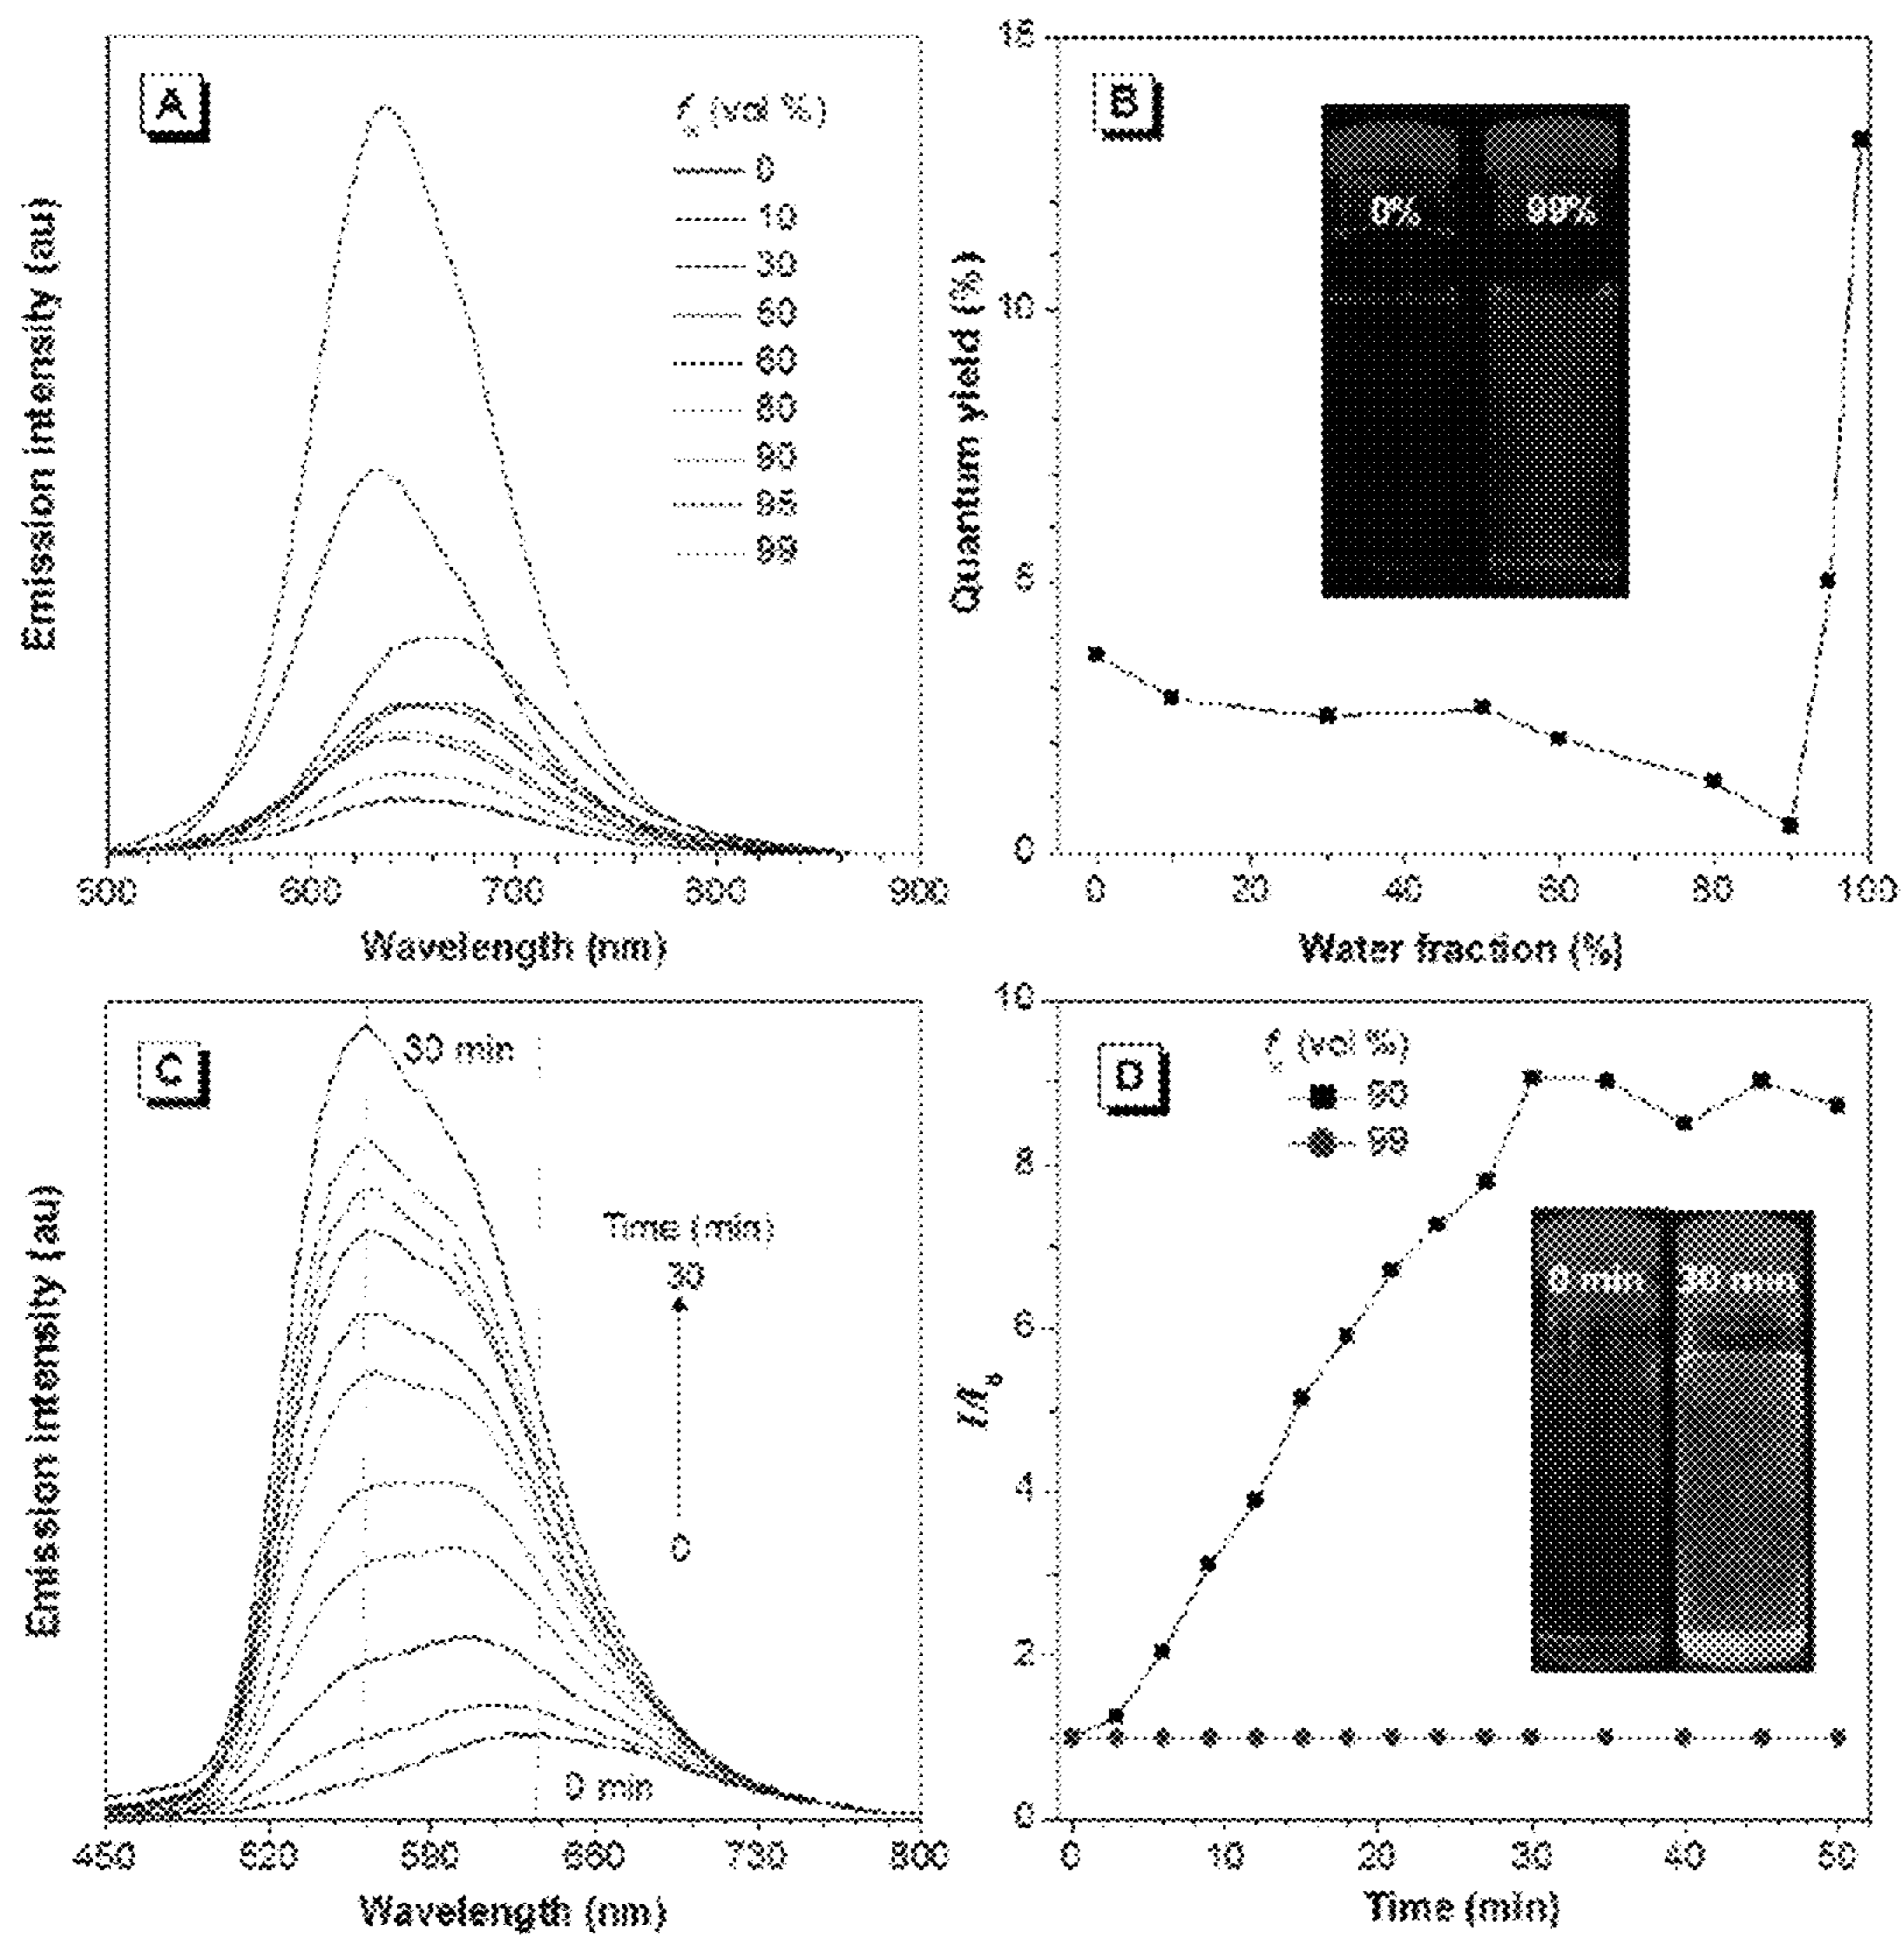 A
f w (vol %)
0
10
30
50
60
80
90
95
99
Emission intensity (au)
500 600 700 800 900
Wavelength (nm)
B
0% 99%
Quantum yield (%)
15
10
5
0
0 20 40 60 80 100
Water fraction (%)
C
30 min
Time (min)
30
0
0 min
Emission intensity (au)
450 520 590 660 730 800
Wavelength (nm)
D
f w (vol %)
90
99
0 min 30 min
I/I0
10
8
6
4
2
0
0 10 20 30 40 50
Time (min)